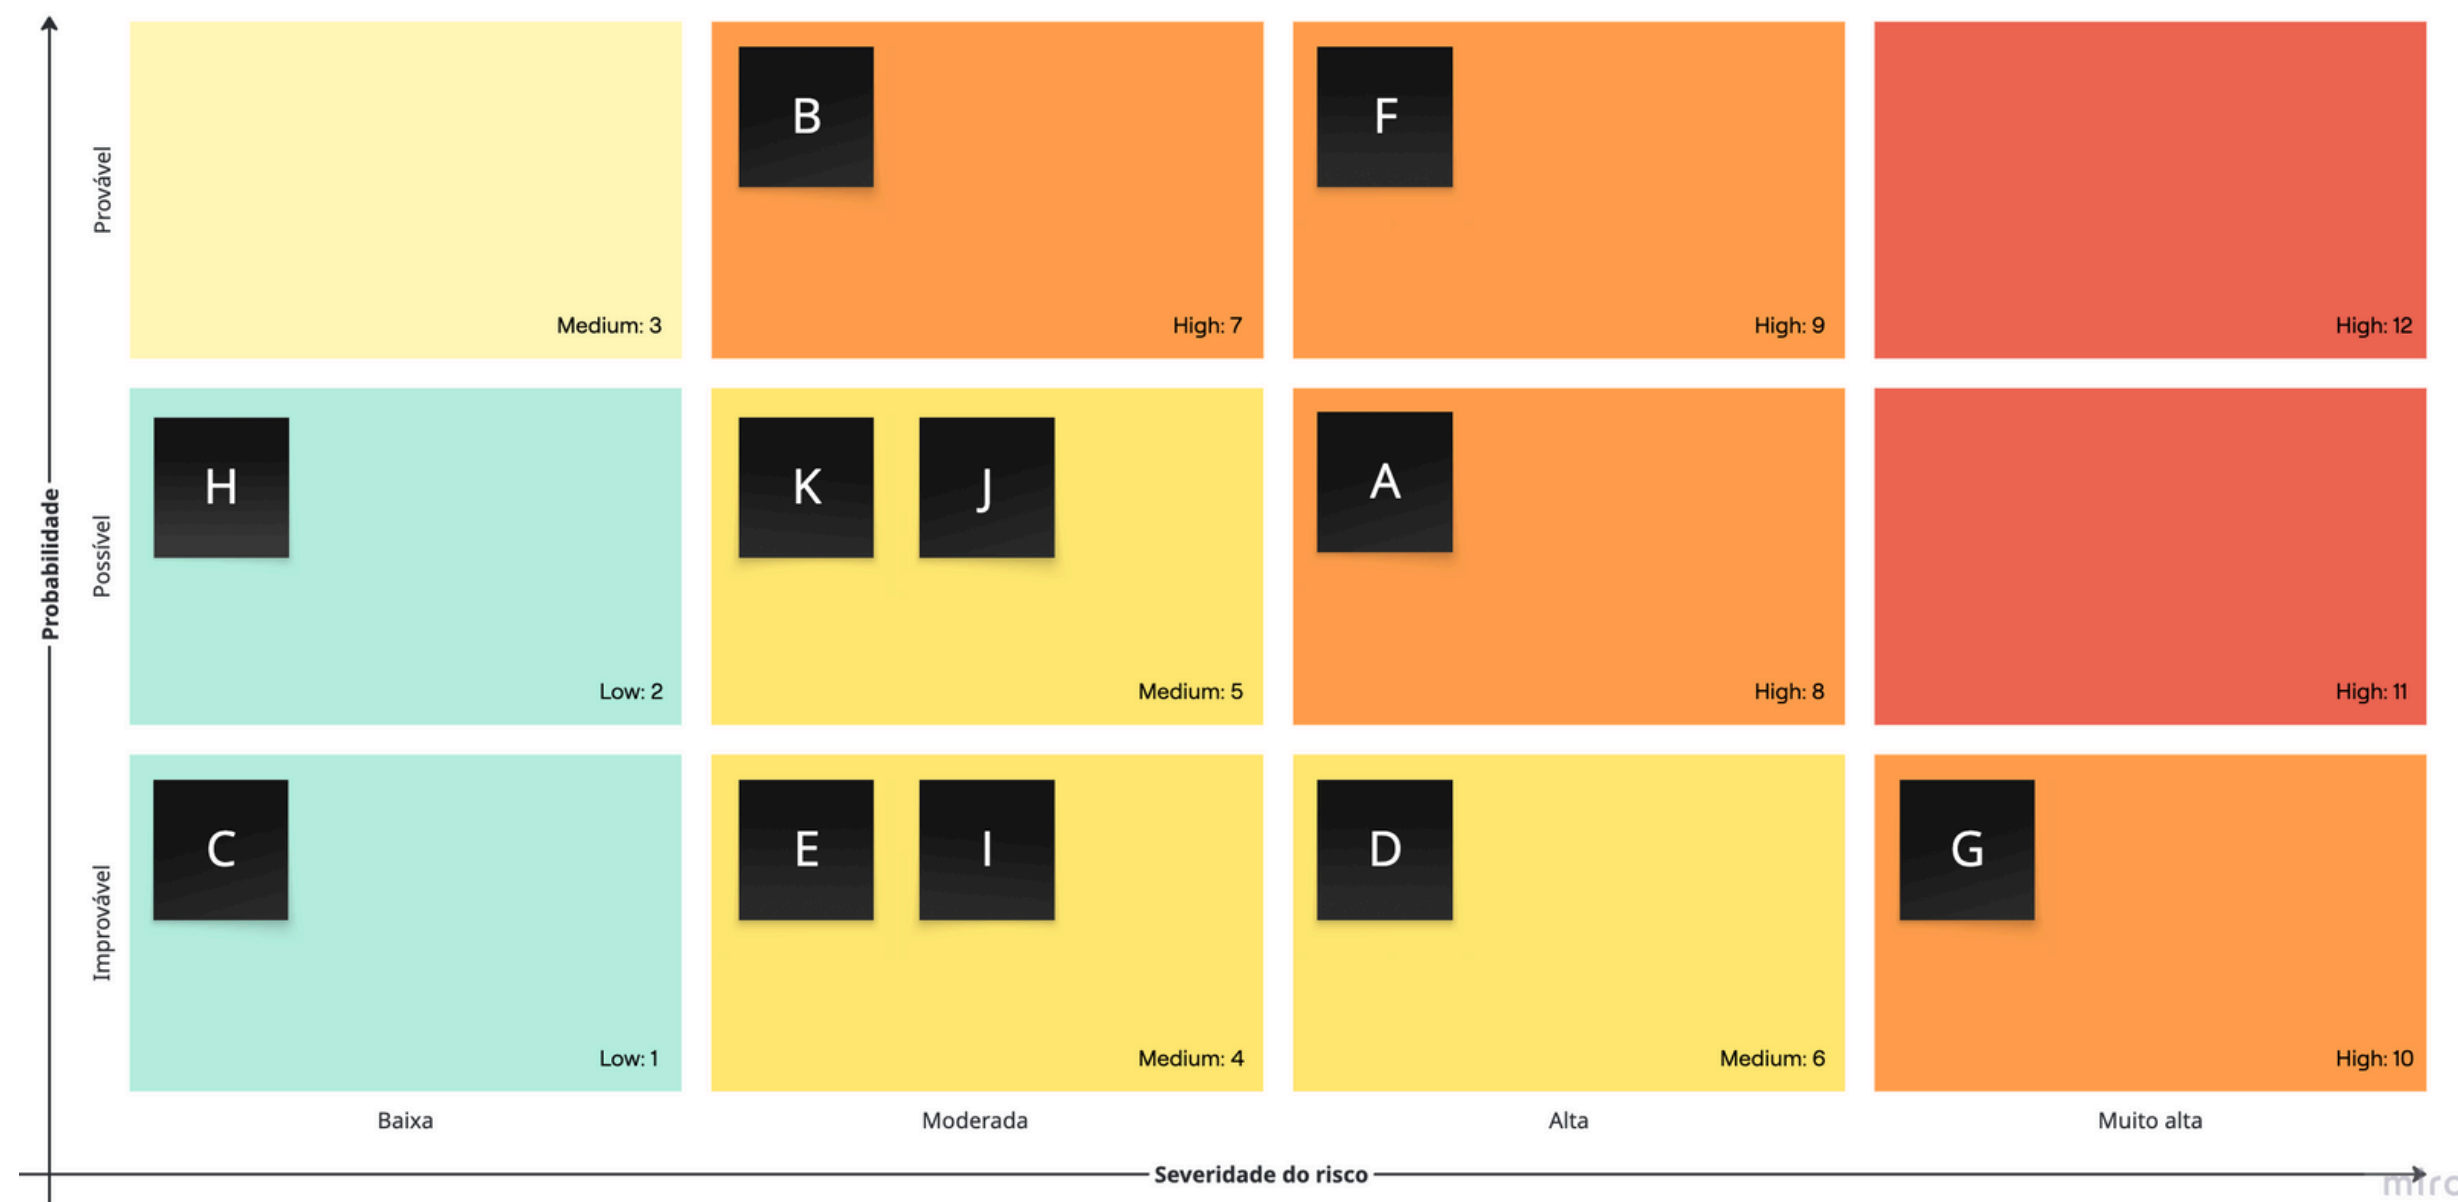 Probabilidade
Provável
B
F
Medium: 3
High: 7
High: 9
High: 12
Possível
H
K
J
A
Low: 2
Medium: 5
High: 8
High: 11
Improvável
C
E
I
D
G
Low: 1
Medium: 4
Medium: 6
High: 10
Baixa
Moderada
Alta
Muito alta
Severidade do risco